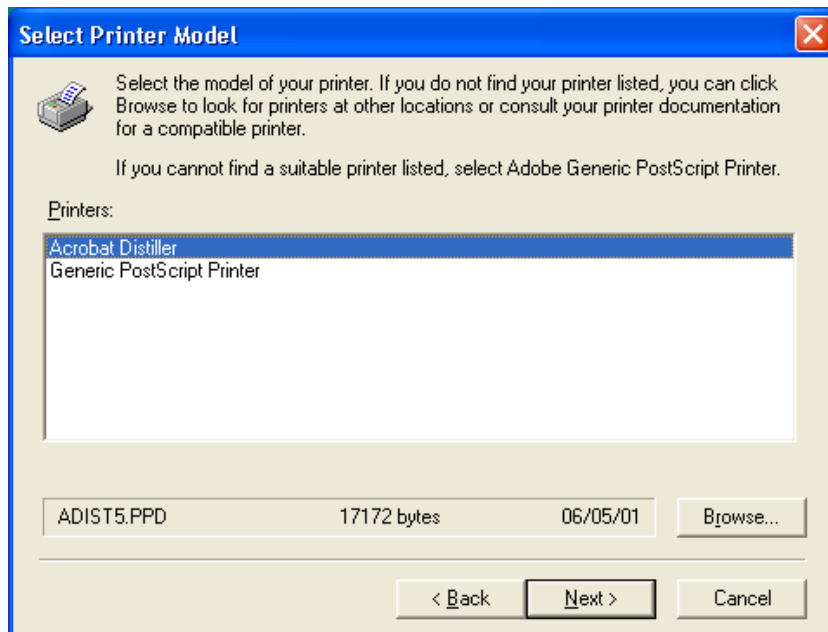 Select Printer Model
Select the model of your printer. If you do not find your printer listed, you can click
Browse to look for printers at other locations or consult your printer documentation
for a compatible printer.
If you cannot find a suitable printer listed, select Adobe Generic PostScript Printer.
Printers:
Acrobat Distiller
Generic PostScript Printer
ADIST5.PPD 17172 bytes 06/05/01 Browse...
< Back Next > Cancel